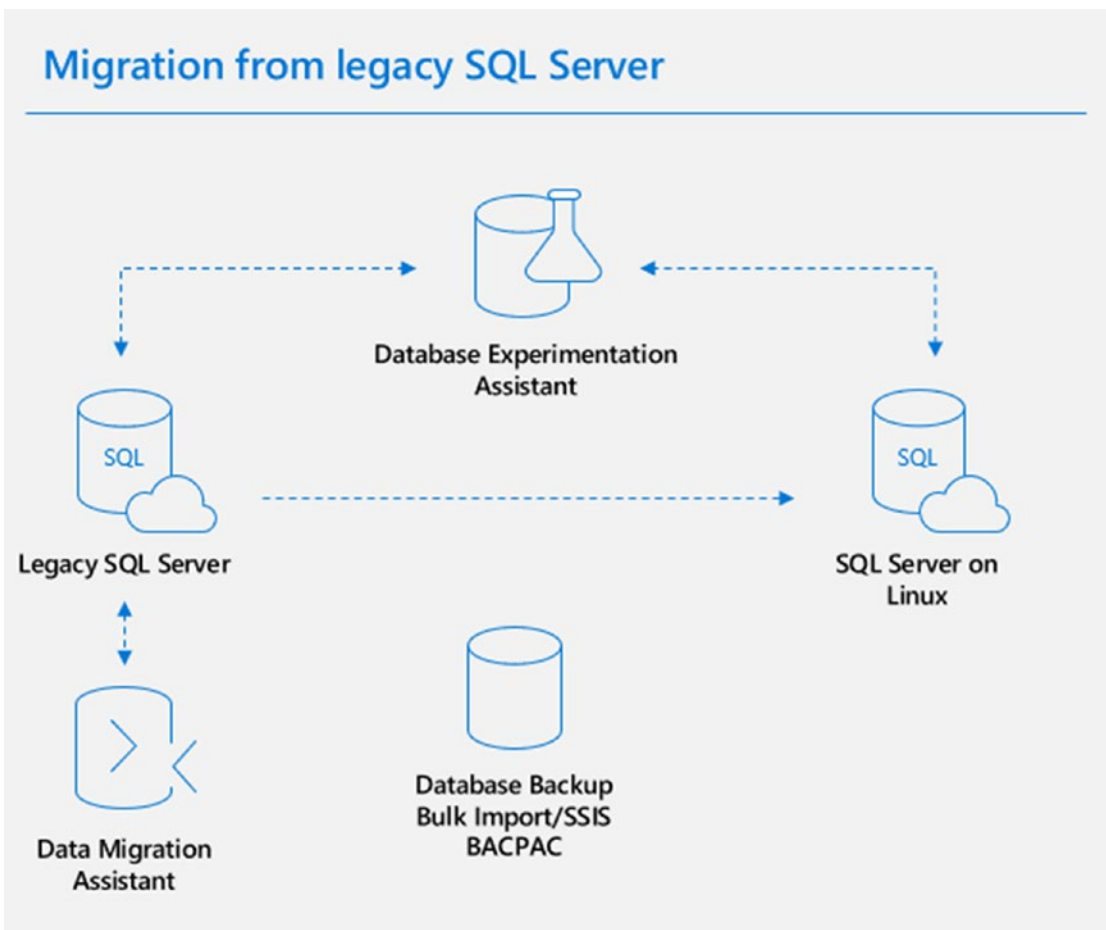 Migration from legacy SQL Server
Database Experimentation
Assistant
SQL
SQL
Legacy SQL Server
SQL Server on
Linux
Database Backup
Bulk Import/SSIS
BACPAC
Data Migration
Assistant